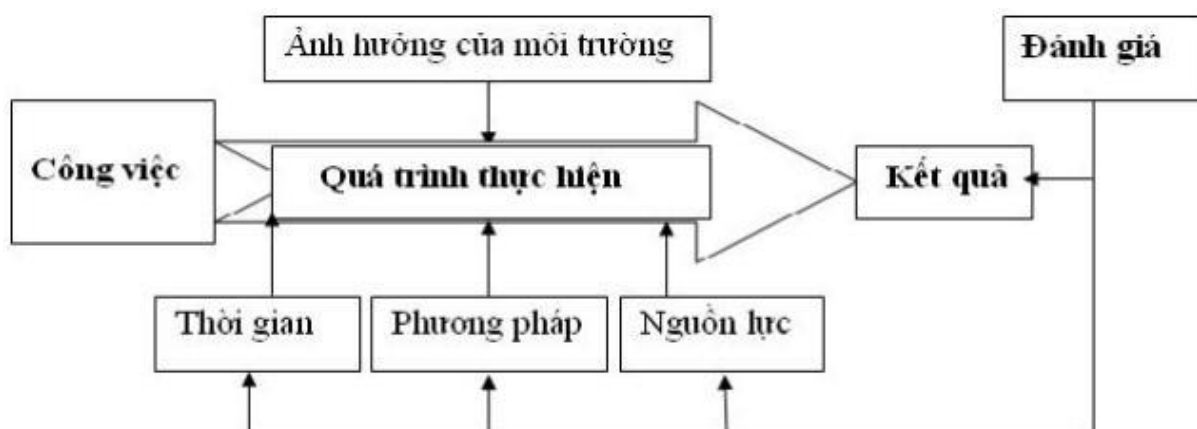 Ảnh hưởng của môi trường
Đánh giá
Công việc
Quá trình thực hiện
Kết quả
Thời gian
Phương pháp
Nguồn lực